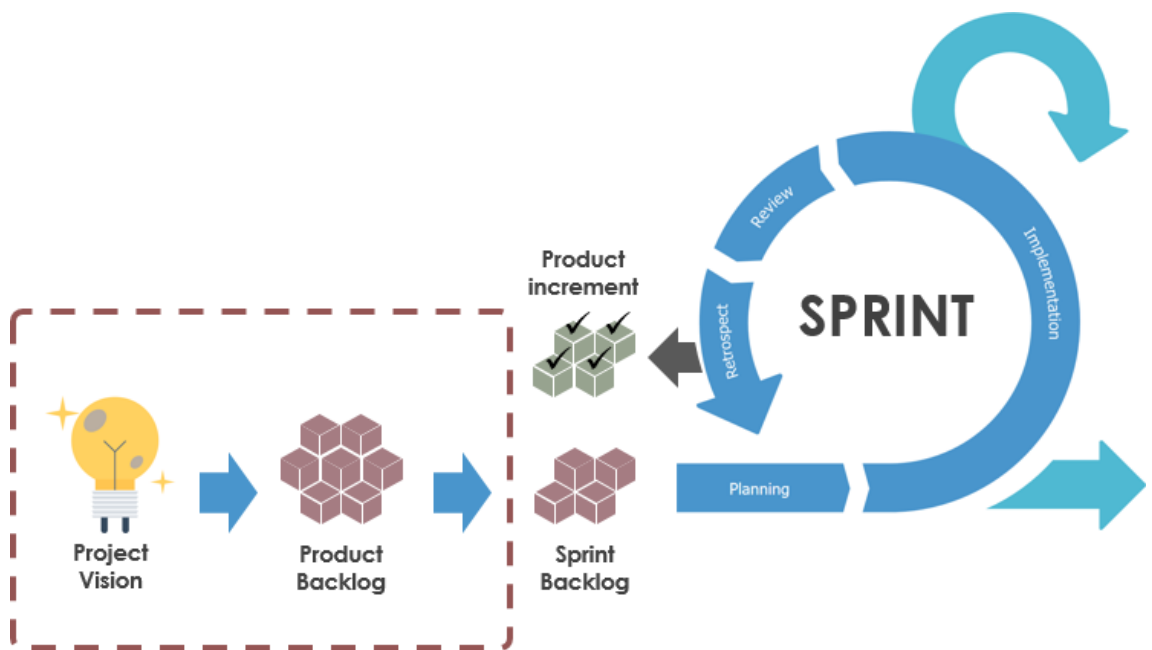 Project
Vision
Product
Backlog
Sprint
Backlog
Product
increment
Planning
Implementation
Review
Retrospect
SPRINT